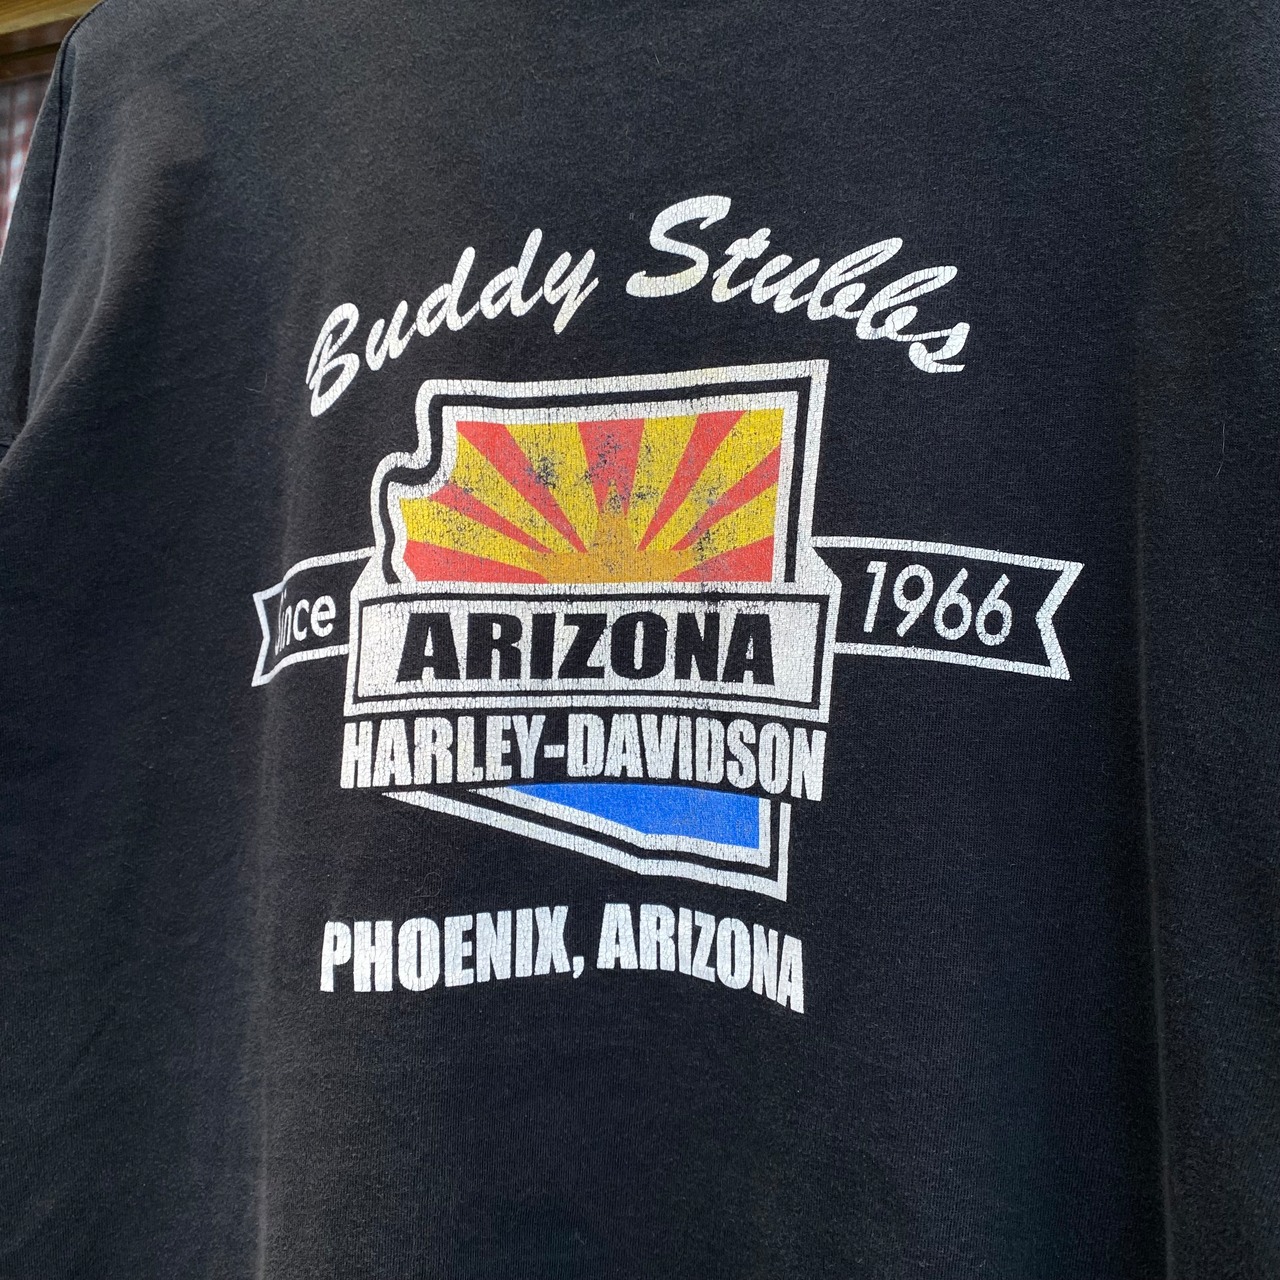 Buddy Stubbs
Since 1966
ARIZONA
HARLEY-DAVIDSON
PHOENIX, ARIZONA